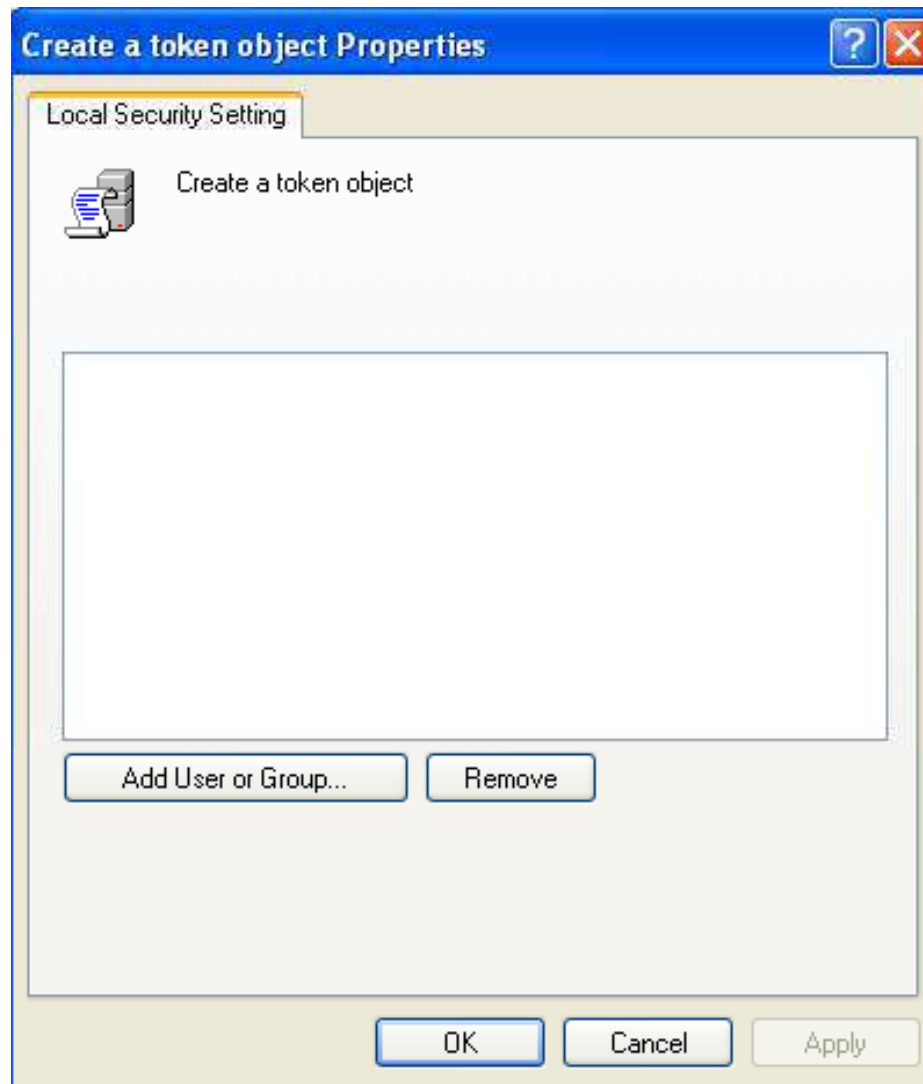 Create a token object Properties
Local Security Setting
Create a token object
Add User or Group...
Remove
OK
Cancel
Apply